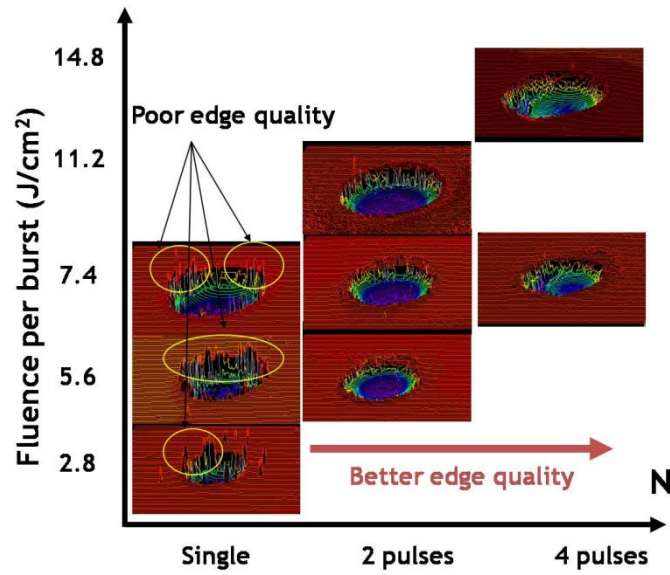 Fluence per burst (J/cm²)
14.8
11.2
7.4
5.6
2.8
Poor edge quality
Better edge quality
N
Single
2 pulses
4 pulses